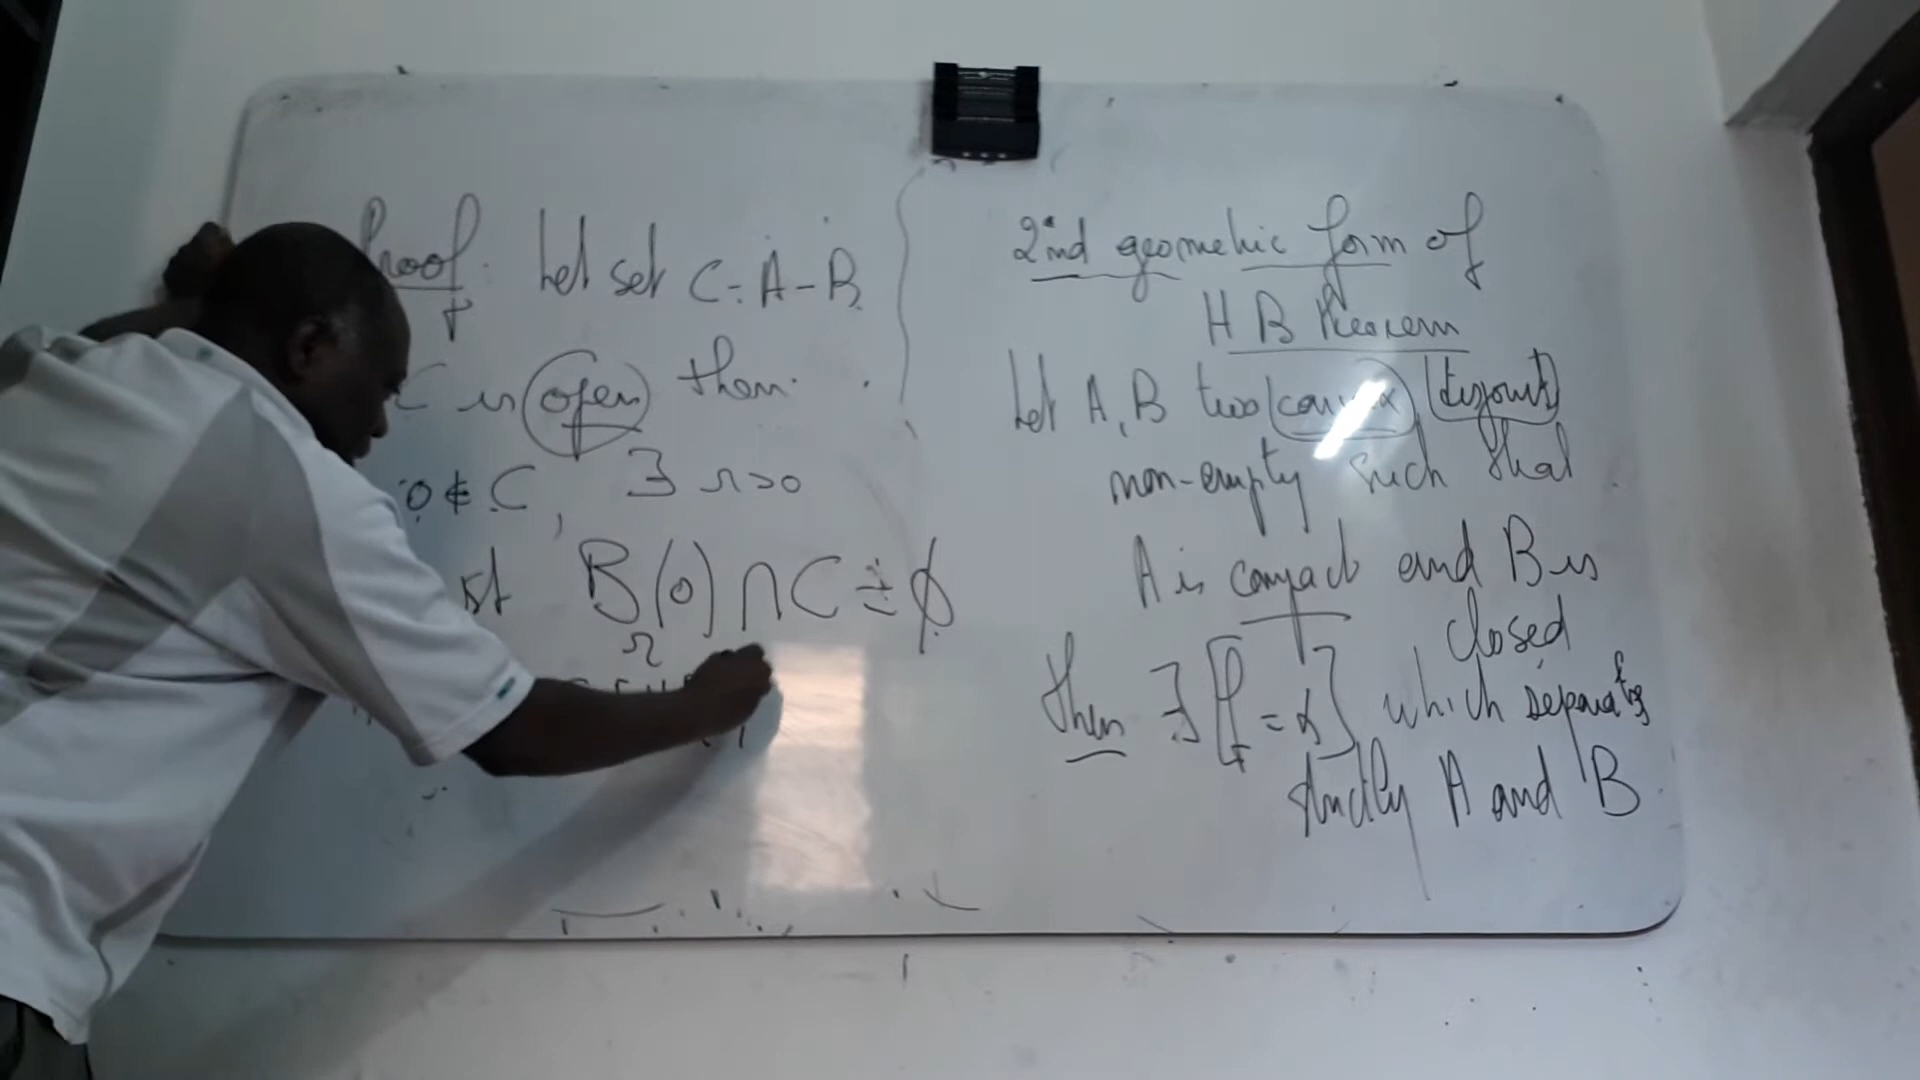 Proof: Let set C = A - B
C is open then
0 ∉ C, ∃ r>0
st B_r(0) ∩ C = ∅
2nd geometric form of
H B theorem
Let A, B two convex disjoint
non-empty such that
A is compact and B is
closed
then ∃ [f = α] which separates
strictly A and B